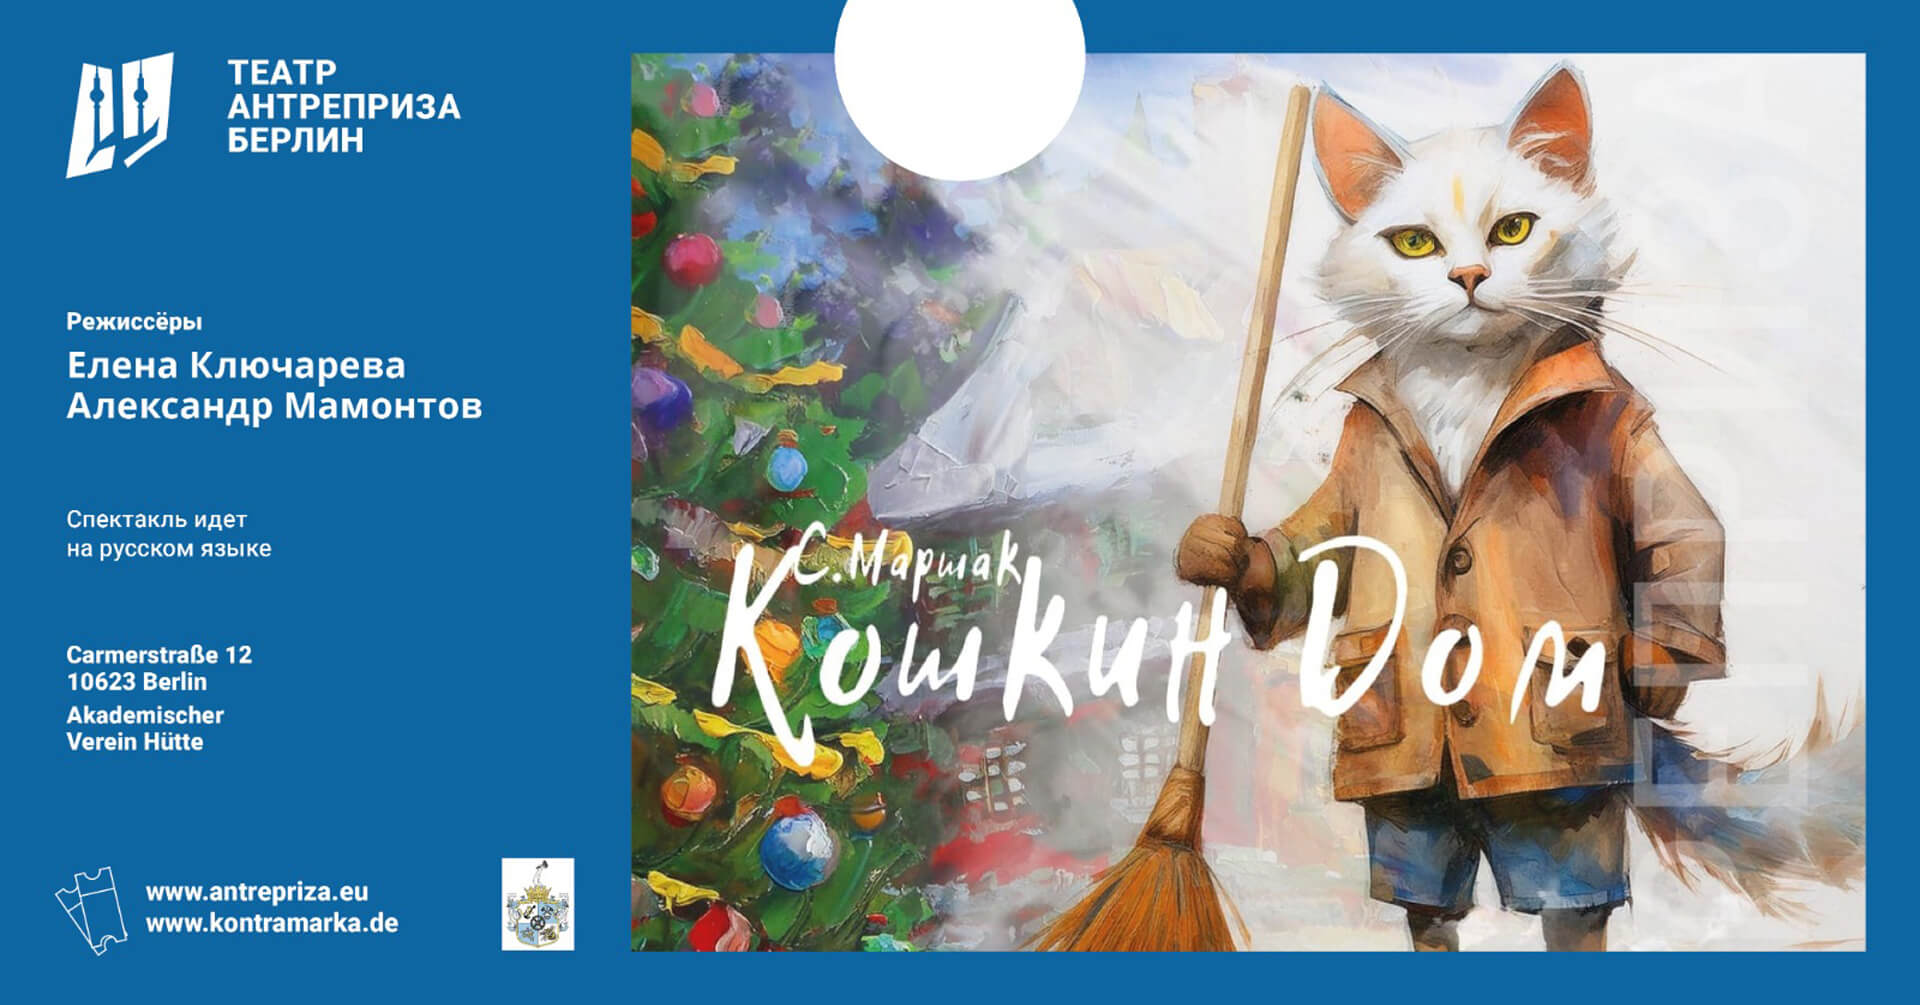 ТЕАТР
АНТРЕПРИЗА
БЕРЛИН
Режиссёры
Елена Ключарева
Александр Мамонтов
Спектакль идет
на русском языке
Carmerstraße 12
10623 Berlin
Akademischer
Verein Hütte
www.antrepriza.eu
www.kontramarka.de
С. Маршак
Кошкин Дом